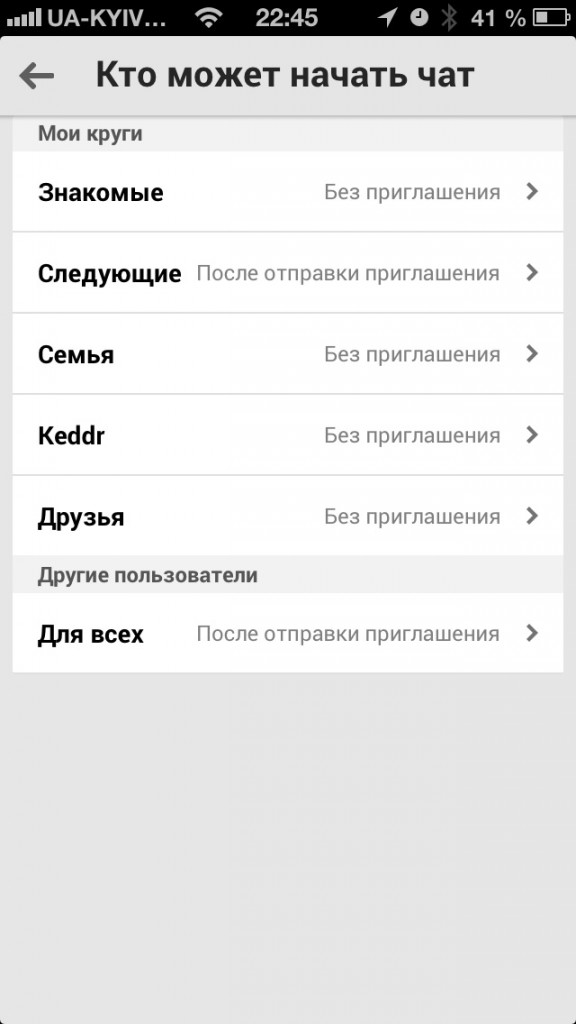 UA-KYIV... 22:45 41 %
Кто может начать чат
Мои круги
Знакомые Без приглашения
Следующие После отправки приглашения
Семья Без приглашения
Keddr Без приглашения
Друзья Без приглашения
Другие пользователи
Для всех После отправки приглашения